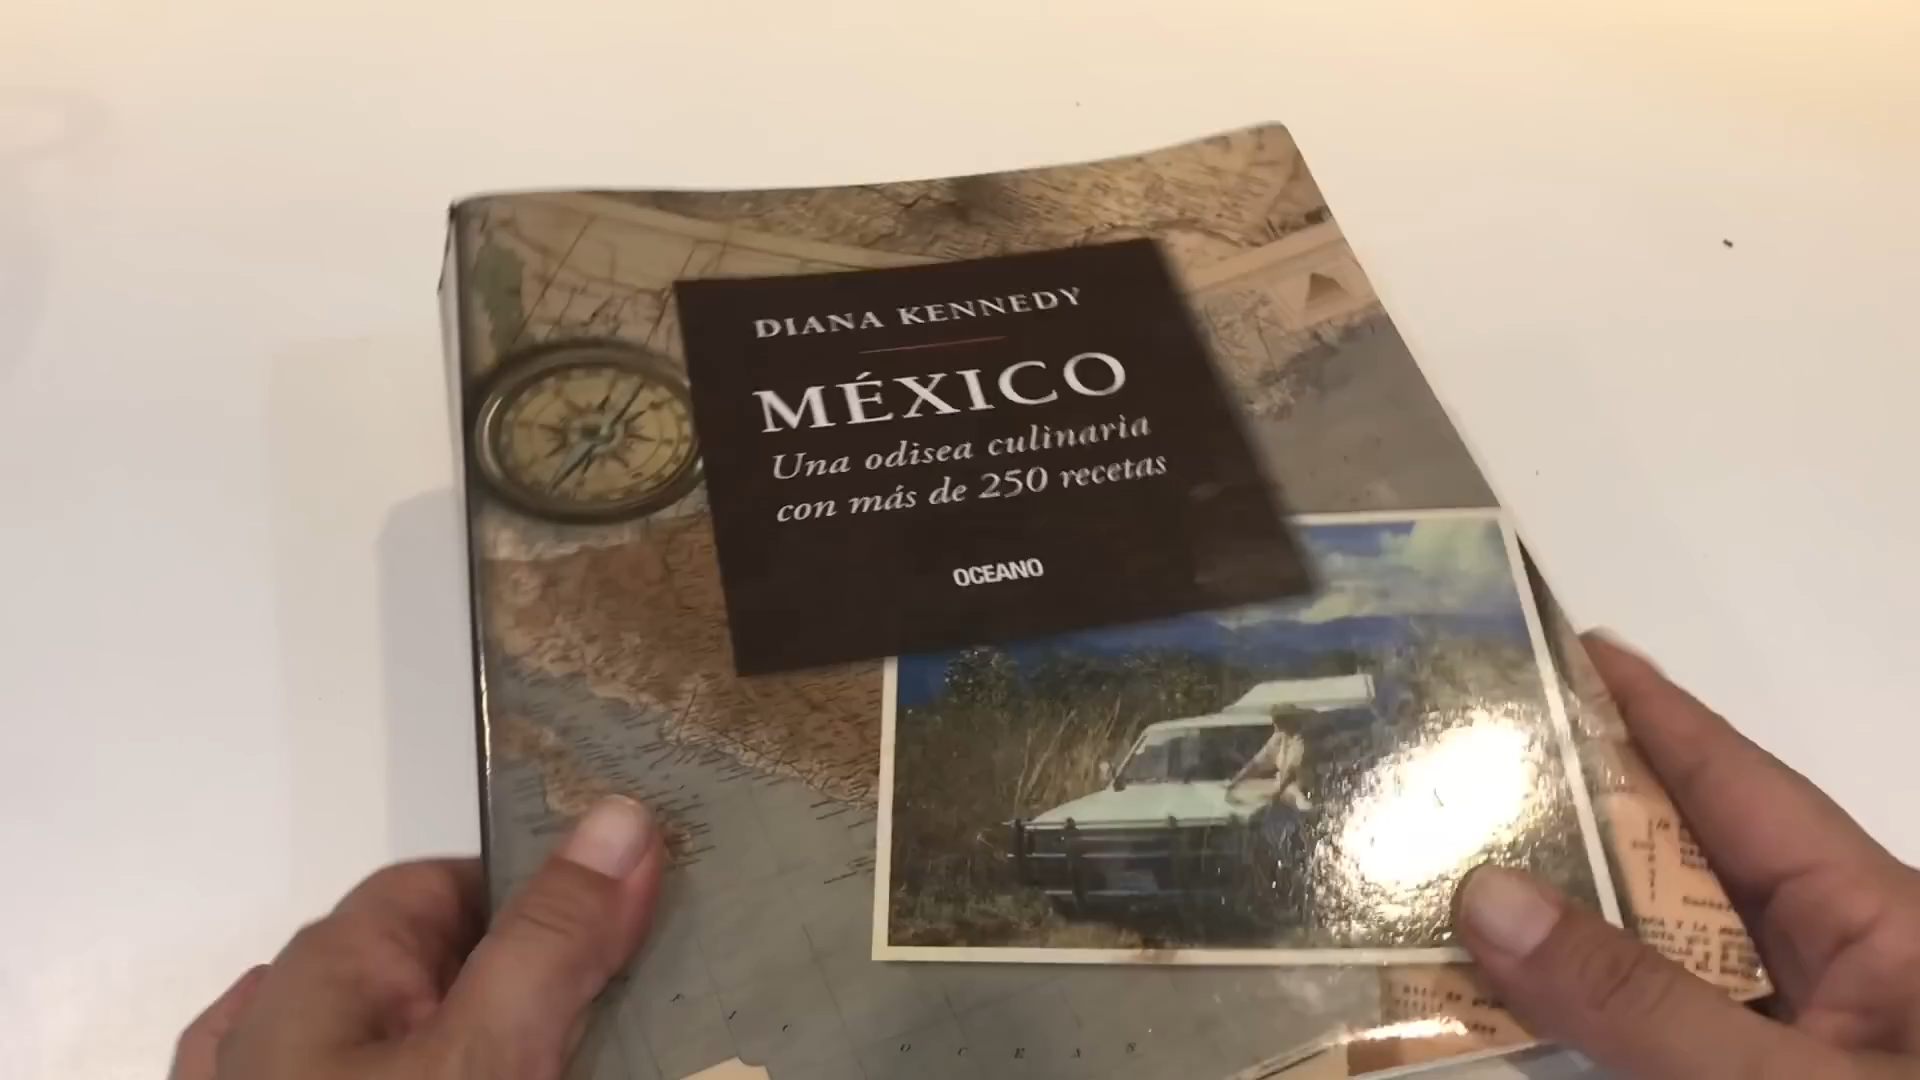 DIANA KENNEDY
MÉXICO
Una odisea culinaria
con más de 250 recetas
OCEANO